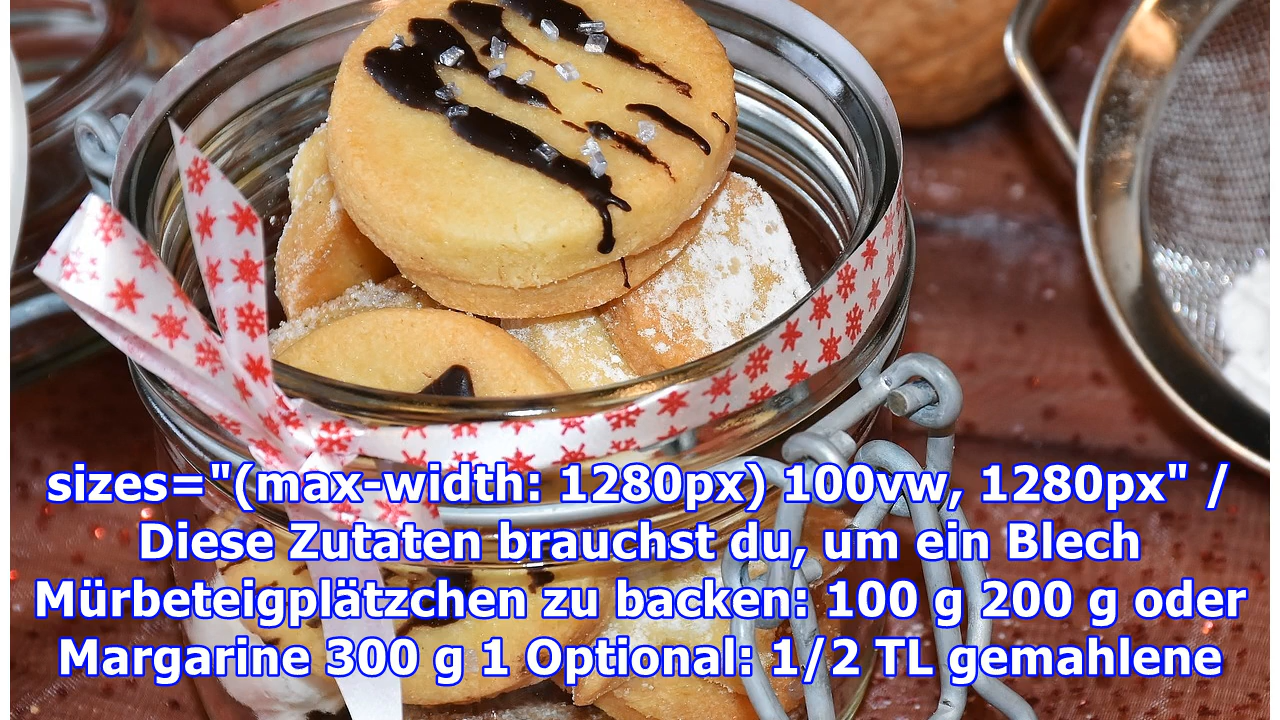 sizes="(max-width: 1280px) 100vw, 1280px" /
Diese Zutaten brauchst du, um ein Blech
Mürbeteigplätzchen zu backen: 100 g 200 g oder
Margarine 300 g 1 Optional: 1/2 TL gemahlene